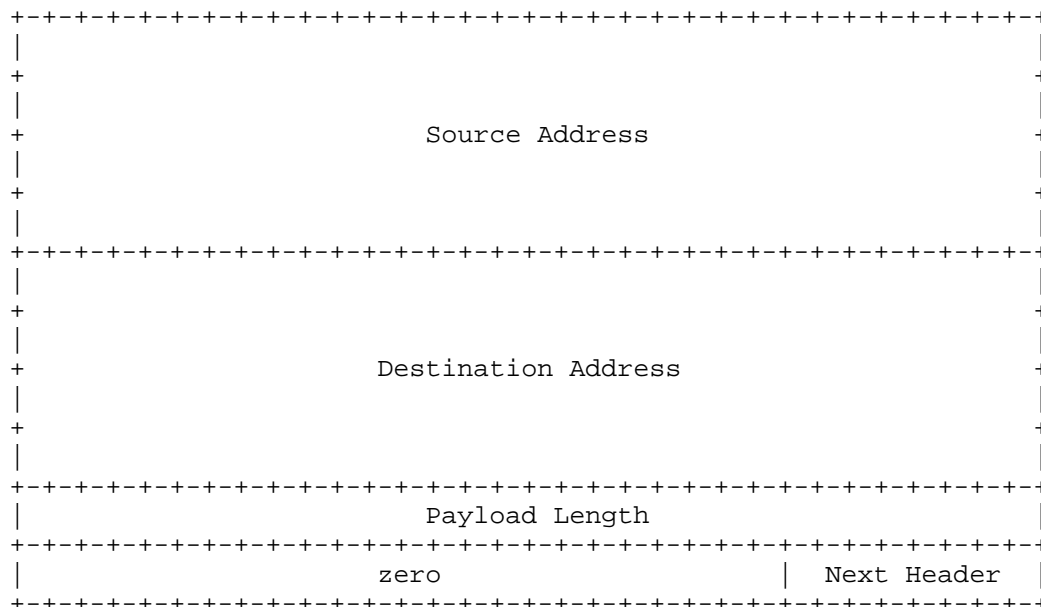 Source Address
Destination Address
Payload Length
zero Next Header